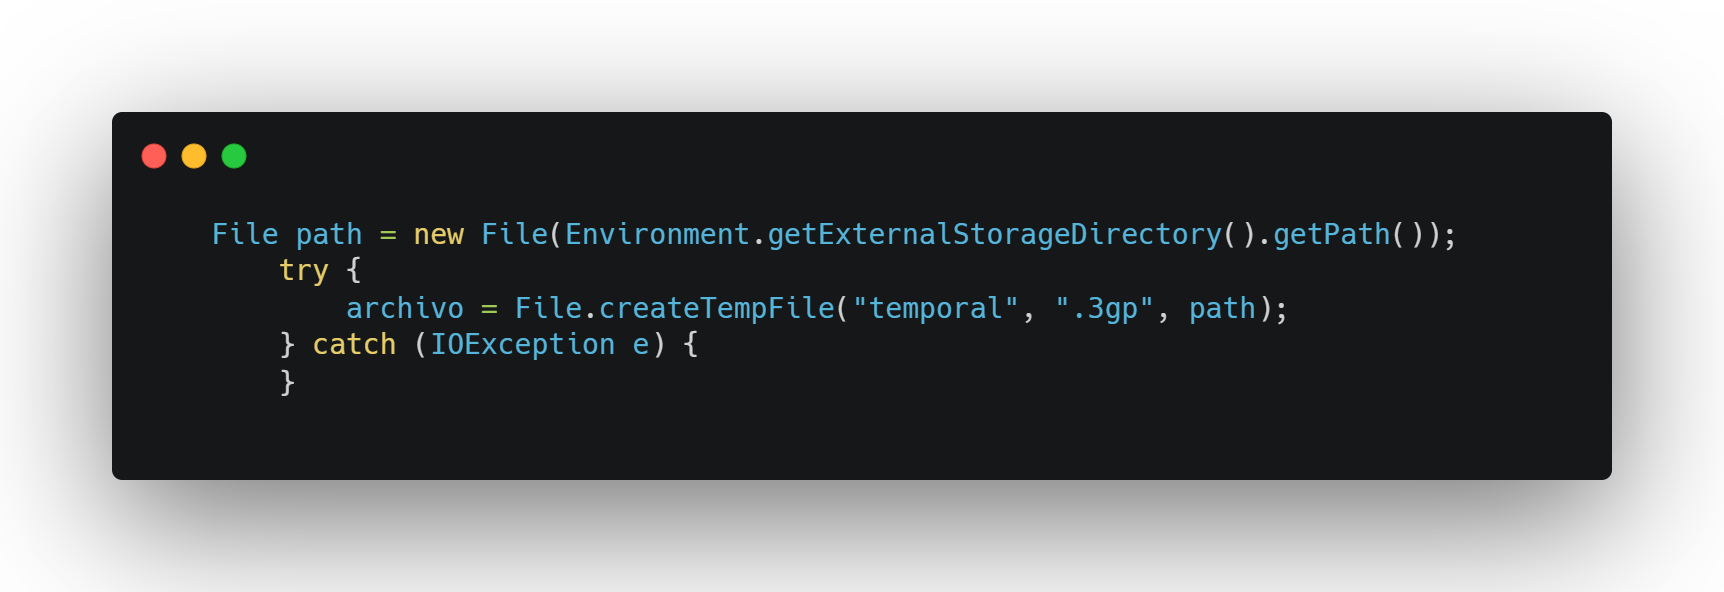 File path = new File(Environment.getExternalStorageDirectory().getPath());
    try {
        archivo = File.createTempFile("temporal", ".3gp", path);
    } catch (IOException e) {
    }